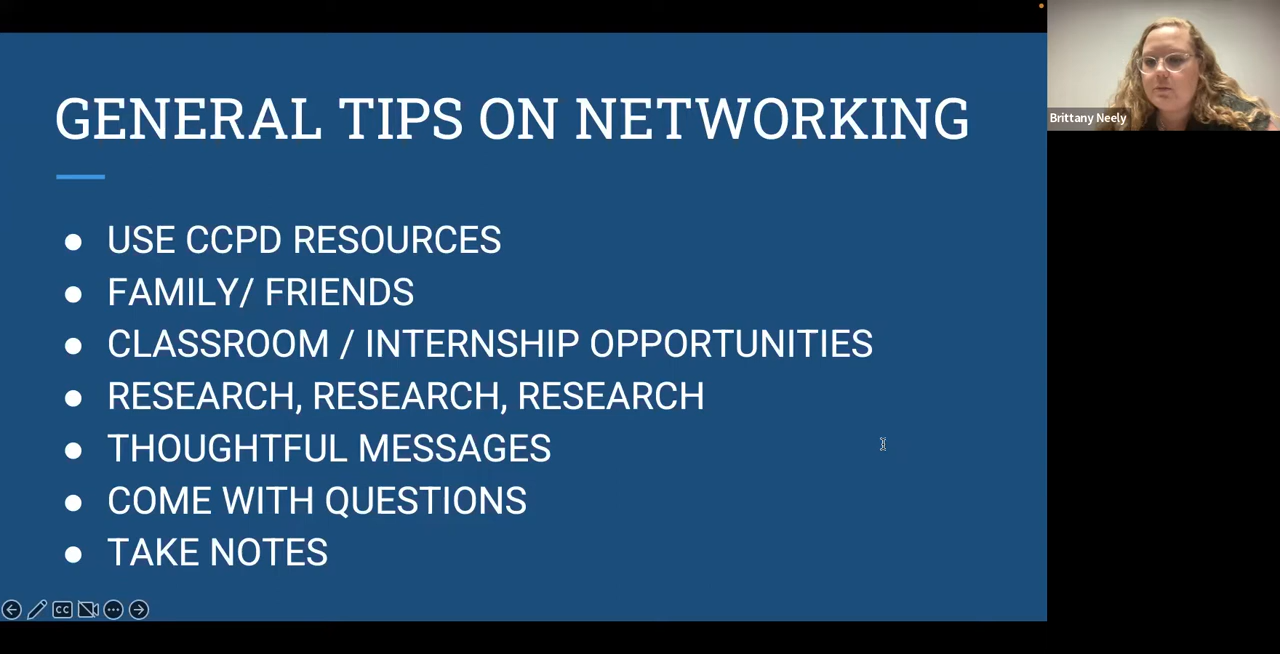 GENERAL TIPS ON NETWORKING
USE CCPD RESOURCES
FAMILY/ FRIENDS
CLASSROOM / INTERNSHIP OPPORTUNITIES
RESEARCH, RESEARCH, RESEARCH
THOUGHTFUL MESSAGES
COME WITH QUESTIONS
TAKE NOTES
Brittany Neely
CC